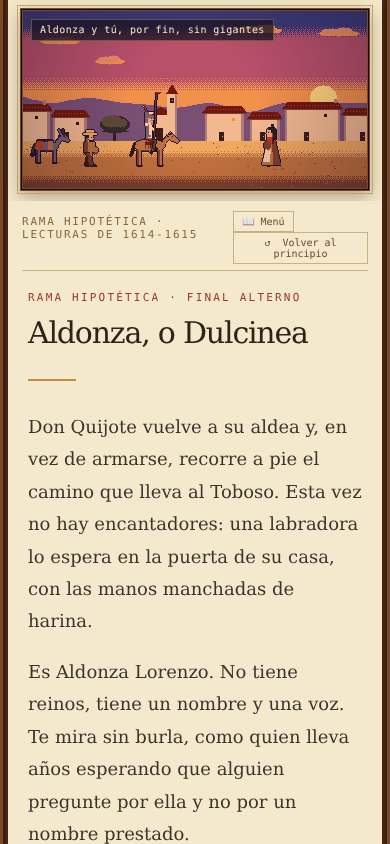 Aldonza y tú, por fin, sin gigantes
RAMA HIPOTÉTICA ·
LECTURAS DE 1614-1615
📖 Menú
↺ Volver al
principio
RAMA HIPOTÉTICA · FINAL ALTERNO
Aldonza, o Dulcinea
Don Quijote vuelve a su aldea y, en
vez de armarse, recorre a pie el
camino que lleva al Toboso. Esta vez
no hay encantadores: una labradora
lo espera en la puerta de su casa,
con las manos manchadas de
harina.
Es Aldonza Lorenzo. No tiene
reinos, tiene un nombre y una voz.
Te mira sin burla, como quien lleva
años esperando que alguien
pregunte por ella y no por un
nombre prestado.